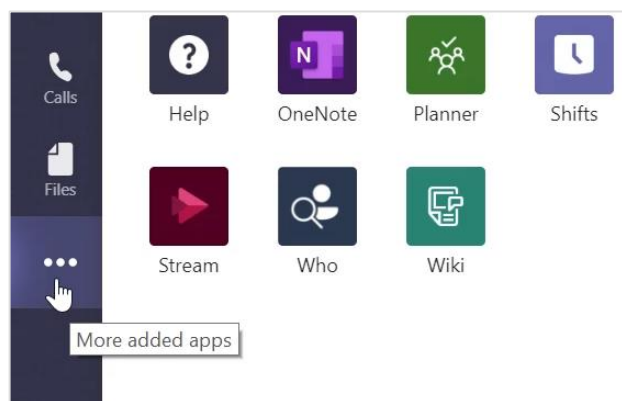 Calls
Files
Help
N
OneNote
Planner
Shifts
Stream
Who
Wiki
More added apps